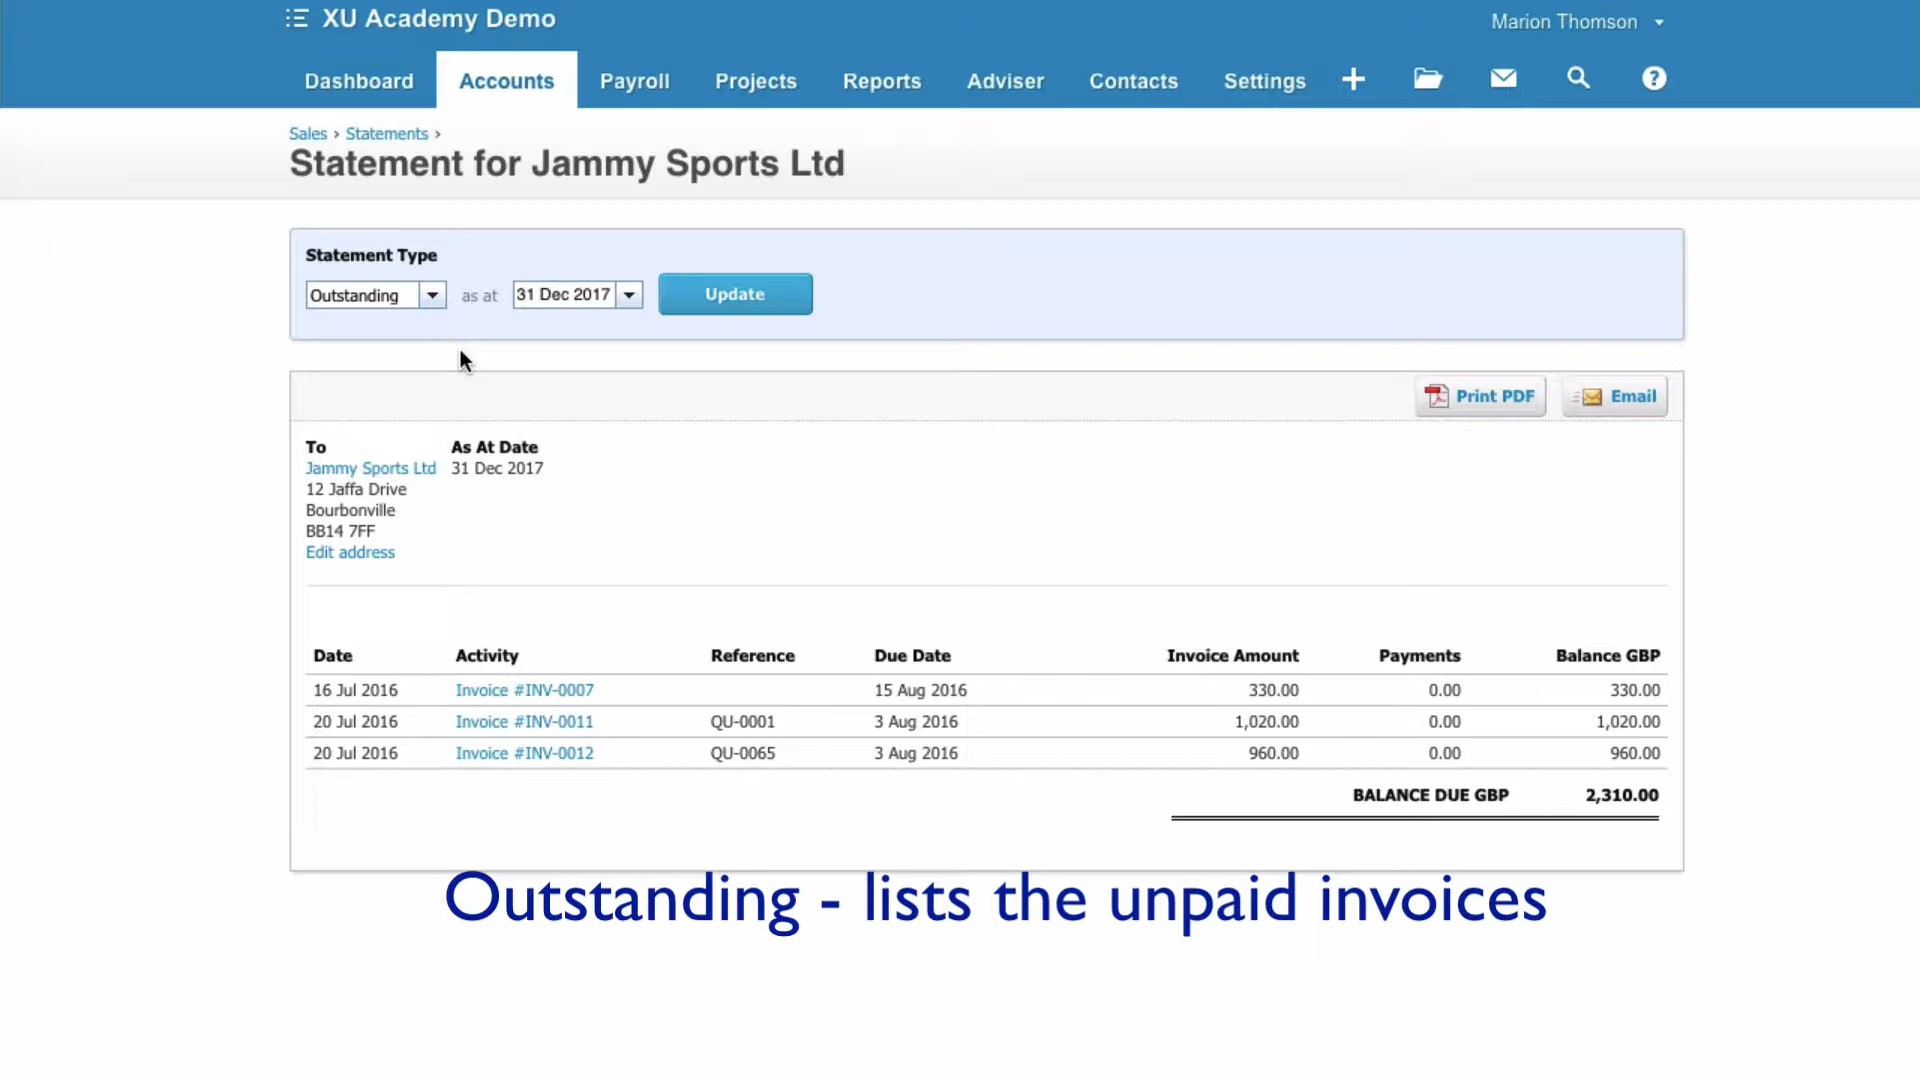 XU Academy Demo
Marion Thomson
Dashboard Accounts Payroll Projects Reports Adviser Contacts Settings
Sales › Statements ›
Statement for Jammy Sports Ltd
Statement Type
Outstanding as at 31 Dec 2017 Update
Print PDF Email
To As At Date
Jammy Sports Ltd 31 Dec 2017
12 Jaffa Drive
Bourbonville
BB14 7FF
Edit address
Date Activity Reference Due Date Invoice Amount Payments Balance GBP
16 Jul 2016 Invoice #INV-0007 15 Aug 2016 330.00 0.00 330.00
20 Jul 2016 Invoice #INV-0011 QU-0001 3 Aug 2016 1,020.00 0.00 1,020.00
20 Jul 2016 Invoice #INV-0012 QU-0065 3 Aug 2016 960.00 0.00 960.00
BALANCE DUE GBP 2,310.00
Outstanding - lists the unpaid invoices